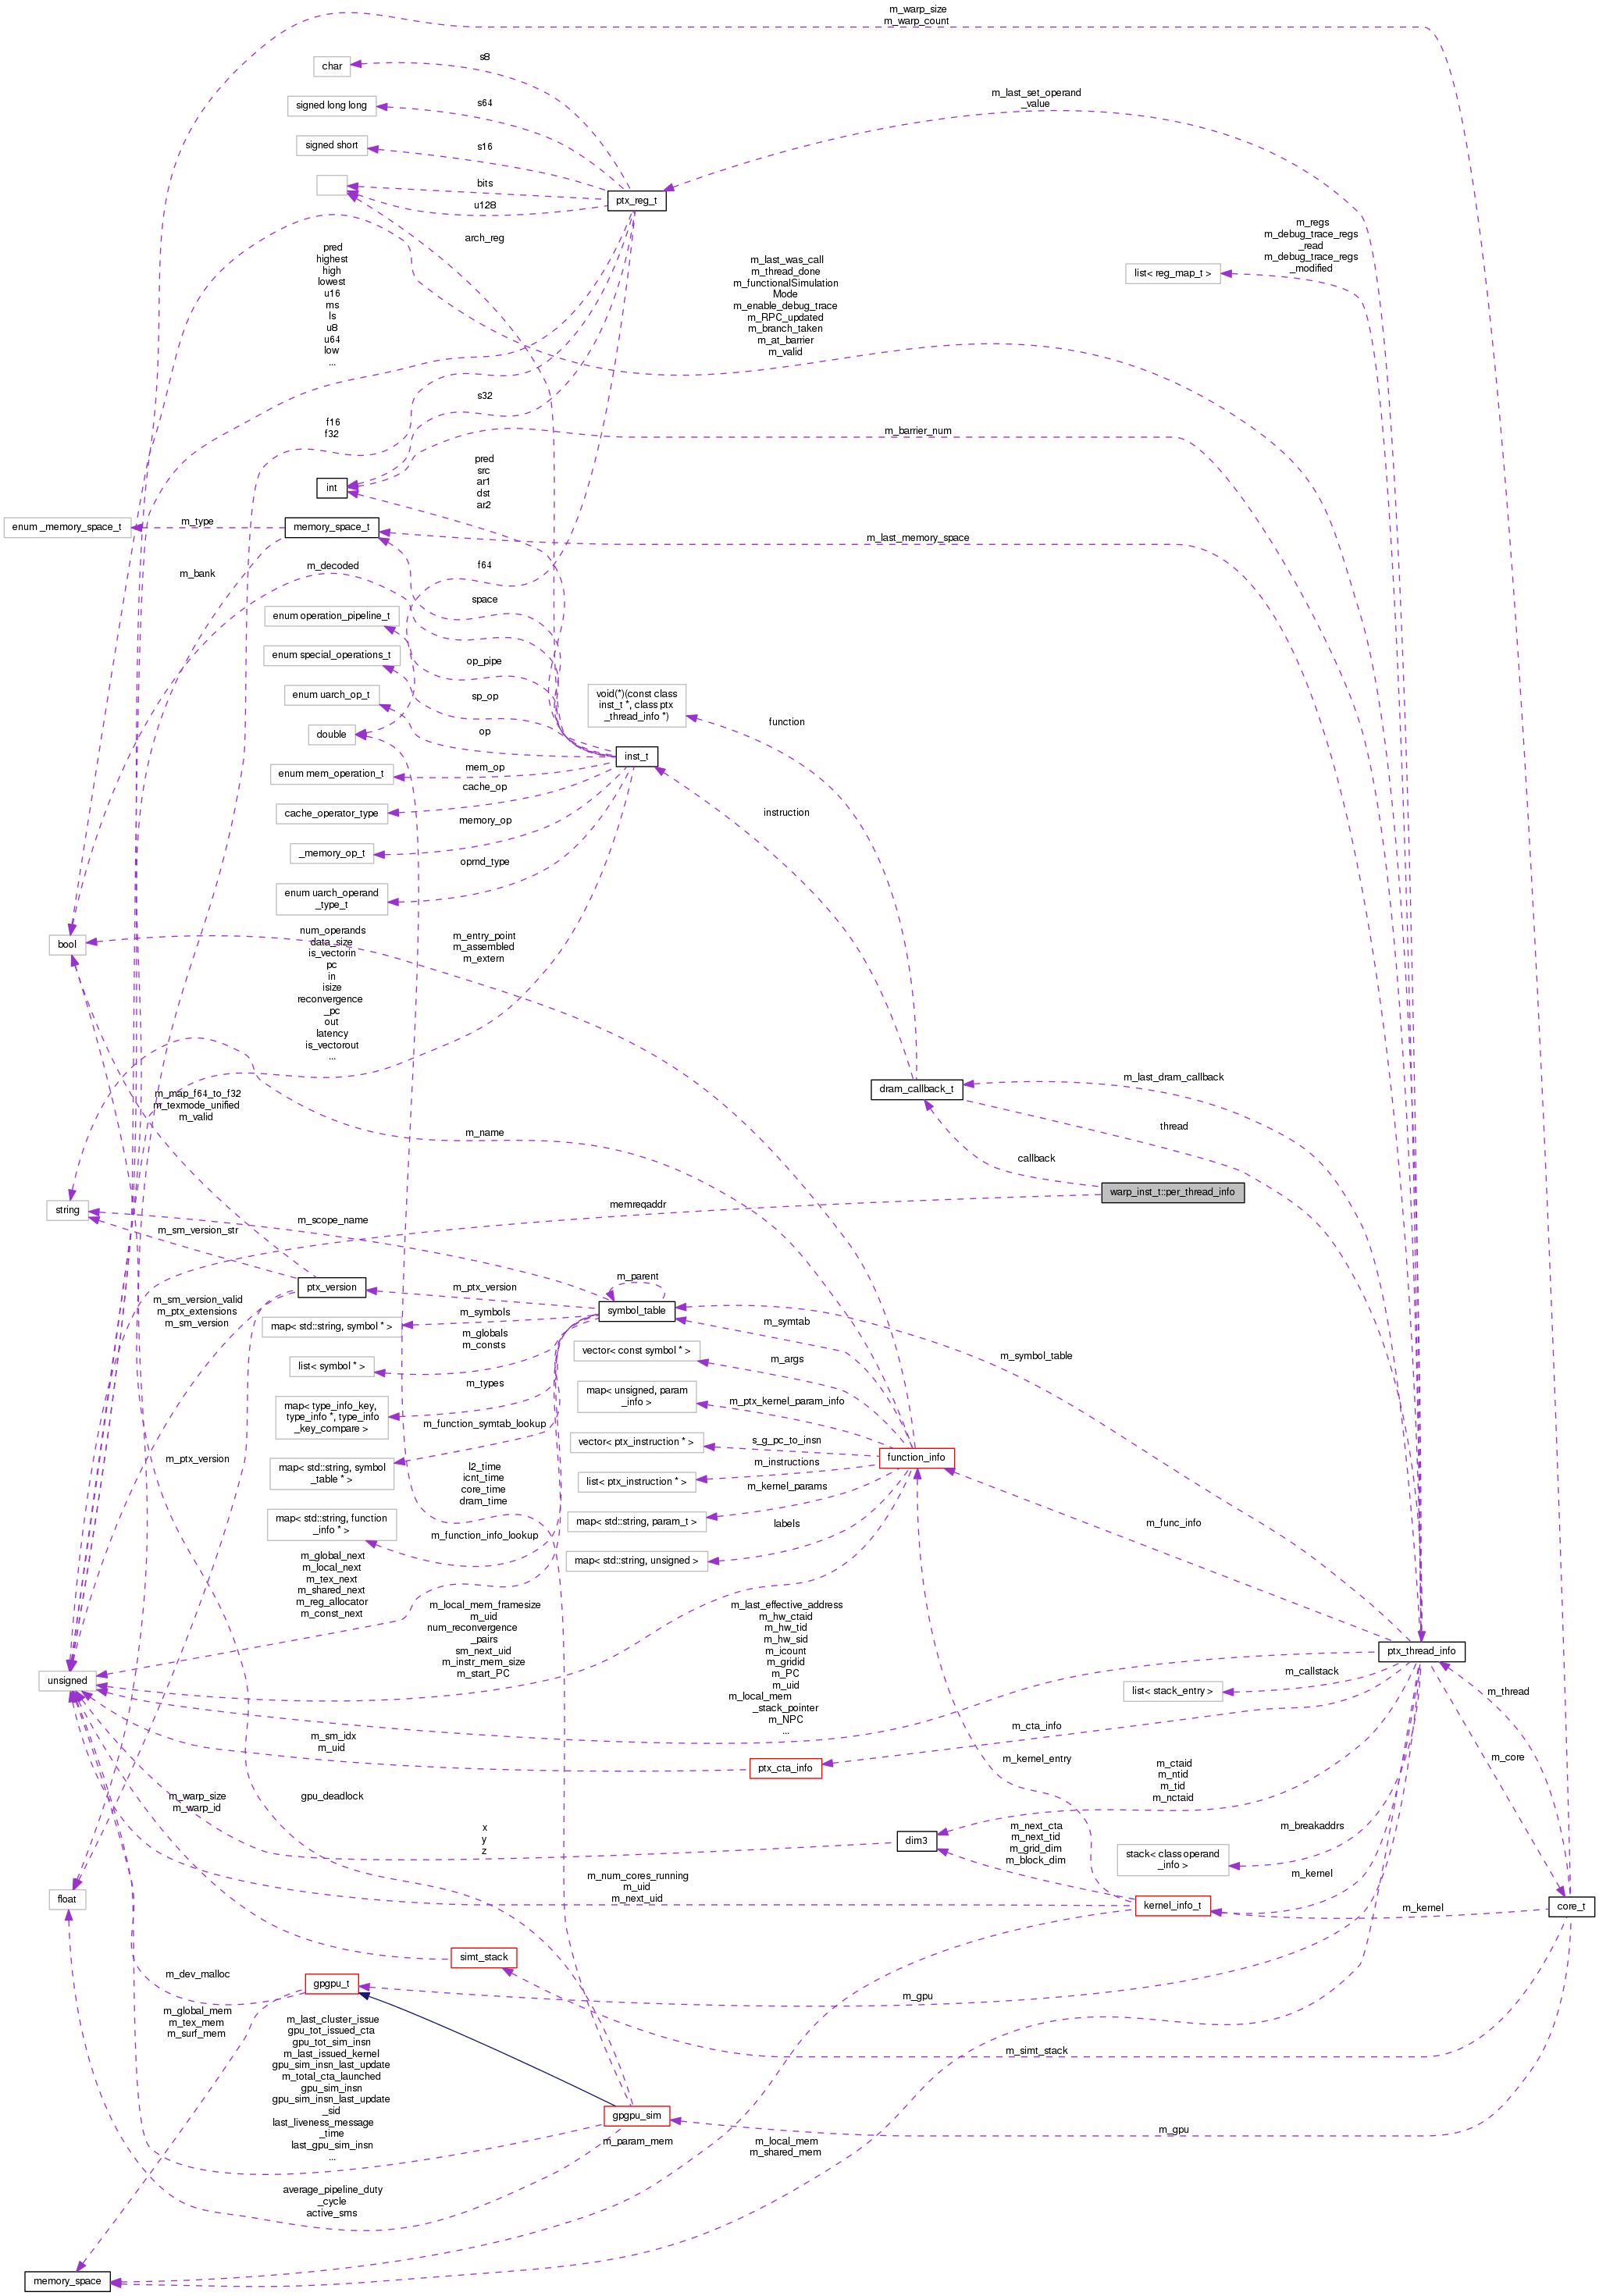 m_warp_size
m_warp_count
s8
char
m_last_set_operand
_value
s64
signed long long
s16
signed short
bits
ptx_reg_t
u128
arch_reg
m_regs
m_debug_trace_regs
_read
m_debug_trace_regs
_modified
list< reg_map_t >
pred
highest
high
lowest
u16
ms
ls
u8
u64
low
...
m_last_was_call
m_thread_done
m_functionalSimulation
Mode
m_enable_debug_trace
m_RPC_updated
m_branch_taken
m_at_barrier
m_valid
s32
f16
f32
m_barrier_num
pred
src
ar1
dst
ar2
int
enum _memory_space_t
m_type
memory_space_t
m_last_memory_space
m_bank
m_decoded
f64
space
enum operation_pipeline_t
op_pipe
enum special_operations_t
sp_op
enum uarch_op_t
op
void(*)(const class
inst_t *, class ptx
_thread_info *)
function
double
inst_t
enum mem_operation_t
mem_op
cache_op
cache_operator_type
memory_op
instruction
_memory_op_t
oprnd_type
enum uarch_operand
_type_t
bool
num_operands
data_size
is_vectorin
pc
in
isize
reconvergence
_pc
out
latency
is_vectorout
...
m_entry_point
m_assembled
m_extern
m_map_f64_to_f32
m_texmode_unified
m_valid
dram_callback_t
m_last_dram_callback
thread
m_name
callback
warp_inst_t::per_thread_info
memreqaddr
string
m_scope_name
m_sm_version_str
m_parent
ptx_version
m_ptx_version
symbol_table
m_sm_version_valid
m_ptx_extensions
m_sm_version
m_symbols
map< std::string, symbol * >
m_globals
m_consts
list< symbol * >
m_symtab
vector< const symbol * >
m_args
m_symbol_table
m_types
map< type_info_key,
type_info *, type_info
_key_compare >
map< unsigned, param
_info >
m_ptx_kernel_param_info
m_function_symtab_lookup
vector< ptx_instruction * >
s_g_pc_to_insn
function_info
m_ptx_version
map< std::string, symbol
_table * >
list< ptx_instruction * >
m_instructions
l2_time
icnt_time
core_time
dram_time
m_kernel_params
map< std::string, param_t >
map< std::string, function
_info * >
m_function_info_lookup
labels
map< std::string, unsigned >
m_func_info
m_global_next
m_local_next
m_tex_next
m_shared_next
m_reg_allocator
m_const_next
m_local_mem_framesize
m_uid
num_reconvergence
_pairs
sm_next_uid
m_instr_mem_size
m_start_PC
m_last_effective_address
m_hw_ctaid
m_hw_tid
m_hw_sid
m_icount
m_gridid
m_PC
m_uid
m_local_mem
_stack_pointer
m_NPC
...
unsigned
ptx_thread_info
m_callstack
list< stack_entry >
m_thread
m_cta_info
m_sm_idx
m_uid
ptx_cta_info
m_kernel_entry
m_core
m_ctaid
m_ntid
m_tid
m_nctaid
m_warp_size
m_warp_id
gpu_deadlock
x
y
z
dim3
m_next_cta
m_next_tid
m_grid_dim
m_block_dim
m_breakaddrs
stack< class operand
_info >
m_kernel
float
m_num_cores_running
m_uid
m_next_uid
kernel_info_t
m_kernel
core_t
simt_stack
m_dev_malloc
gpgpu_t
m_gpu
m_global_mem
m_tex_mem
m_surf_mem
m_last_cluster_issue
gpu_tot_issued_cta
gpu_tot_sim_insn
m_last_issued_kernel
gpu_sim_insn_last_update
m_total_cta_launched
gpu_sim_insn
gpu_sim_insn_last_update
_sid
last_liveness_message
_time
last_gpu_sim_insn
...
m_simt_stack
gpgpu_sim
m_gpu
m_param_mem
m_local_mem
m_shared_mem
average_pipeline_duty
_cycle
active_sms
memory_space